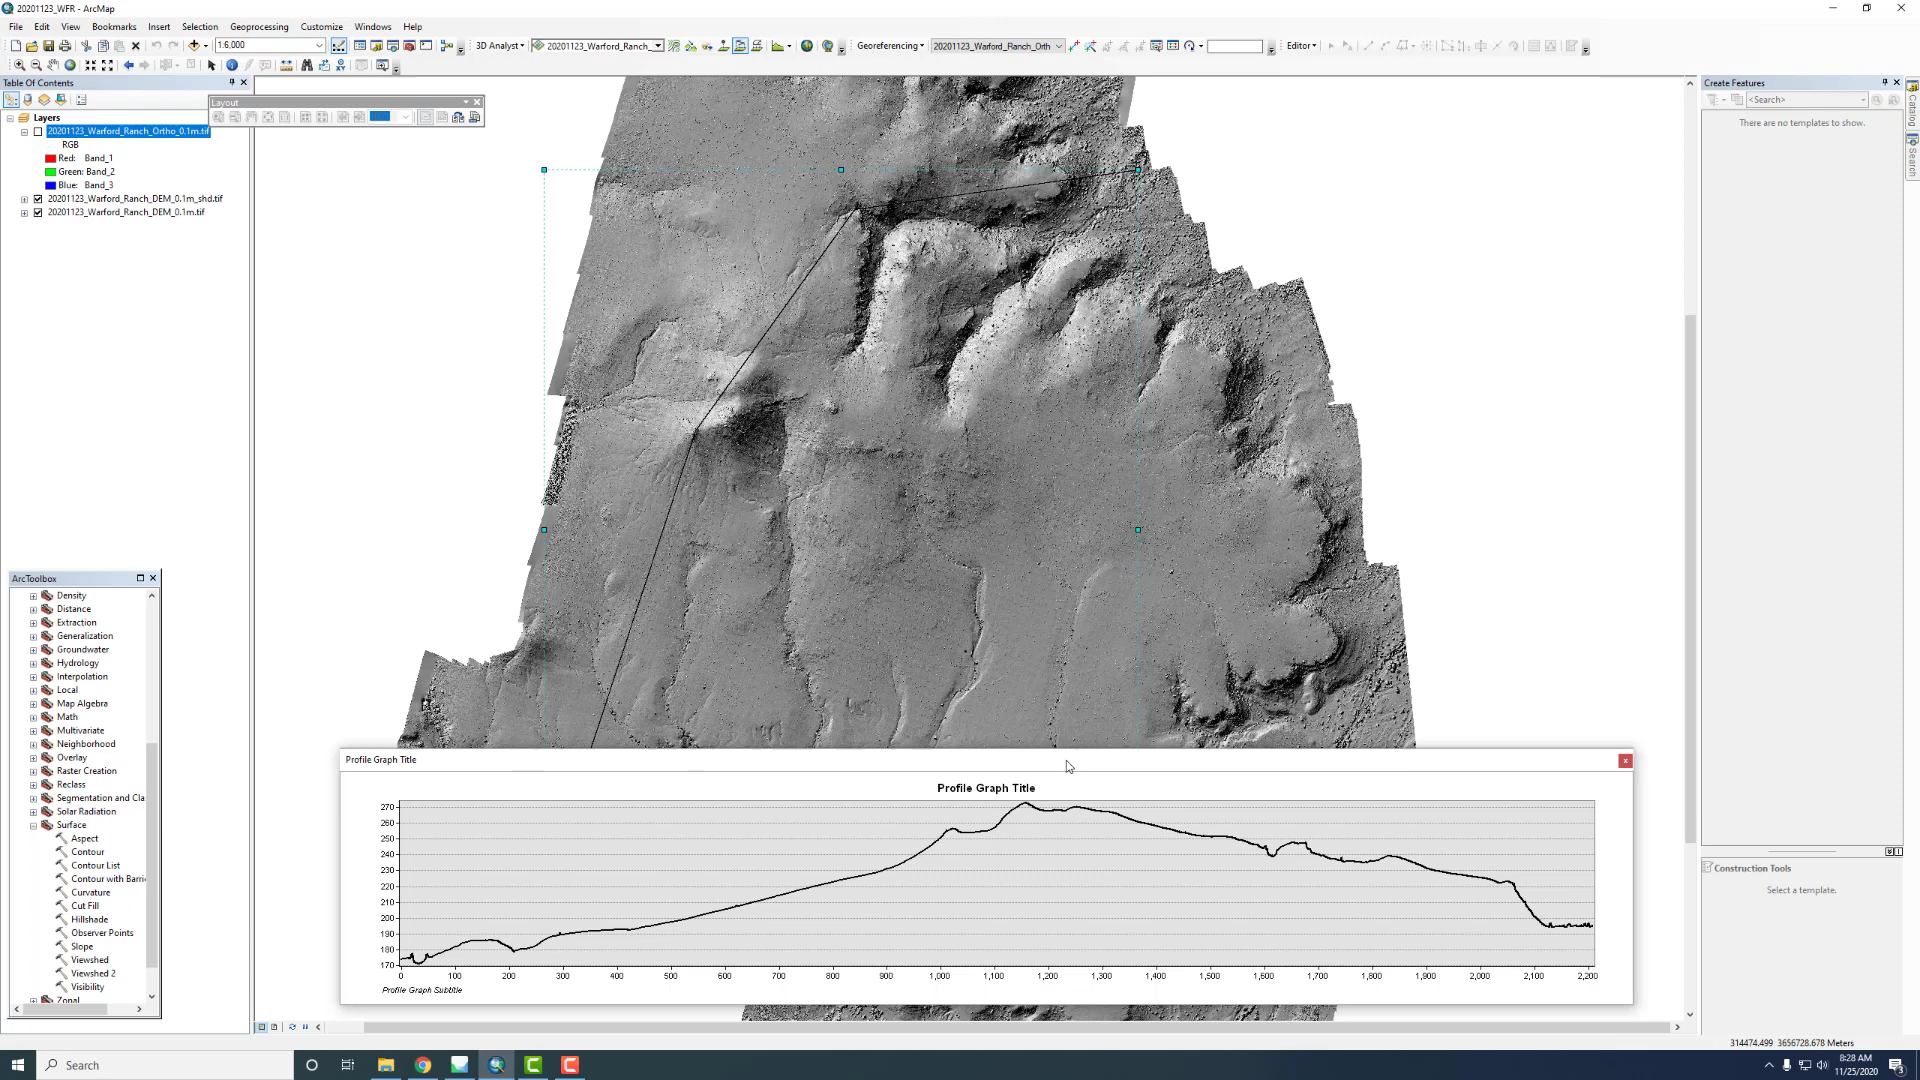 20201123_WFR - ArcMap
File Edit View Bookmarks Insert Selection Geoprocessing Customize Windows Help
1:6,000
3D Analyst
20201123_Warford_Ranch_
Georeferencing
20201123_Warford_Ranch_Orth
Editor
Table Of Contents
Layout
Layers
20201123_Warford_Ranch_Ortho_0.1m.tif
RGB
Red: Band_1
Green: Band_2
Blue: Band_3
20201123_Warford_Ranch_DEM_0.1m_shd.tif
20201123_Warford_Ranch_DEM_0.1m.tif
Create Features
<Search>
There are no templates to show.
Catalog
Search
ArcToolbox
Density
Distance
Extraction
Generalization
Groundwater
Hydrology
Interpolation
Local
Map Algebra
Math
Multivariate
Neighborhood
Overlay
Raster Creation
Reclass
Segmentation and Cla
Solar Radiation
Surface
Aspect
Contour
Contour List
Contour with Barri
Curvature
Cut Fill
Hillshade
Observer Points
Slope
Viewshed
Viewshed 2
Visibility
Zonal
Construction Tools
Select a template.
Profile Graph Title
Profile Graph Title
270
260
250
240
230
220
210
200
190
180
170
0 100 200 300 400 500 600 700 800 900 1,000 1,100 1,200 1,300 1,400 1,500 1,600 1,700 1,800 1,900 2,000 2,100 2,200
Profile Graph Subtitle
314474.499 3656728.678 Meters
Search
8:28 AM
11/25/2020
3